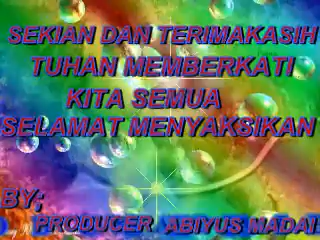 SEKIAN DAN TERIMAKASIH
TUHAN MEMBERKATI
KITA SEMUA
SELAMAT MENYAKSIKAN
BY;
PRODUCER ABIYUS MADAI